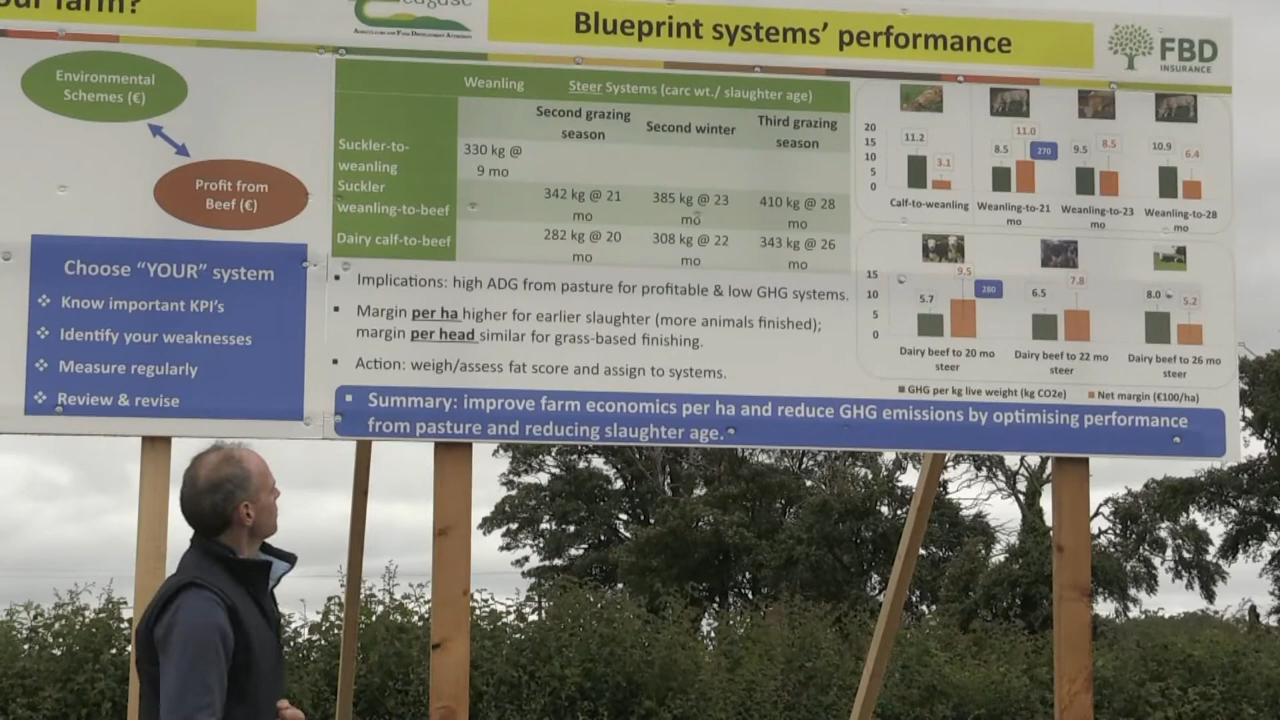 our farm?
AGRICULTURE AND FOOD DEVELOPMENT AUTHORITY
Blueprint systems' performance
FBD
INSURANCE
Environmental
Schemes (€)
Profit from
Beef (€)
Choose “YOUR” system
❖ Know important KPI's
❖ Identify your weaknesses
❖ Measure regularly
❖ Review & revise
Weanling Steer Systems (carc wt./ slaughter age)
Second grazing season Second winter Third grazing season
Suckler-to-weanling 330 kg @ 9 mo
Suckler weanling-to-beef 342 kg @ 21 mo 385 kg @ 23 mo 410 kg @ 28 mo
Dairy calf-to-beef 282 kg @ 20 mo 308 kg @ 22 mo 343 kg @ 26 mo
▪ Implications: high ADG from pasture for profitable & low GHG systems.
▪ Margin per ha higher for earlier slaughter (more animals finished);
margin per head similar for grass-based finishing.
▪ Action: weigh/assess fat score and assign to systems.
▪ Summary: improve farm economics per ha and reduce GHG emissions by optimising performance
from pasture and reducing slaughter age.
20
15
10
5
0
11.2 3.1 8.5 11.0 270 9.5 8.5 10.9 6.4
Calf-to-weanling Weanling-to-21 mo Weanling-to-23 mo Weanling-to-28 mo
15
10
5
0
5.7 9.5 280 6.5 7.8 8.0 5.2
Dairy beef to 20 mo steer Dairy beef to 22 mo steer Dairy beef to 26 mo steer
GHG per kg live weight (kg CO2e) Net margin (€100/ha)